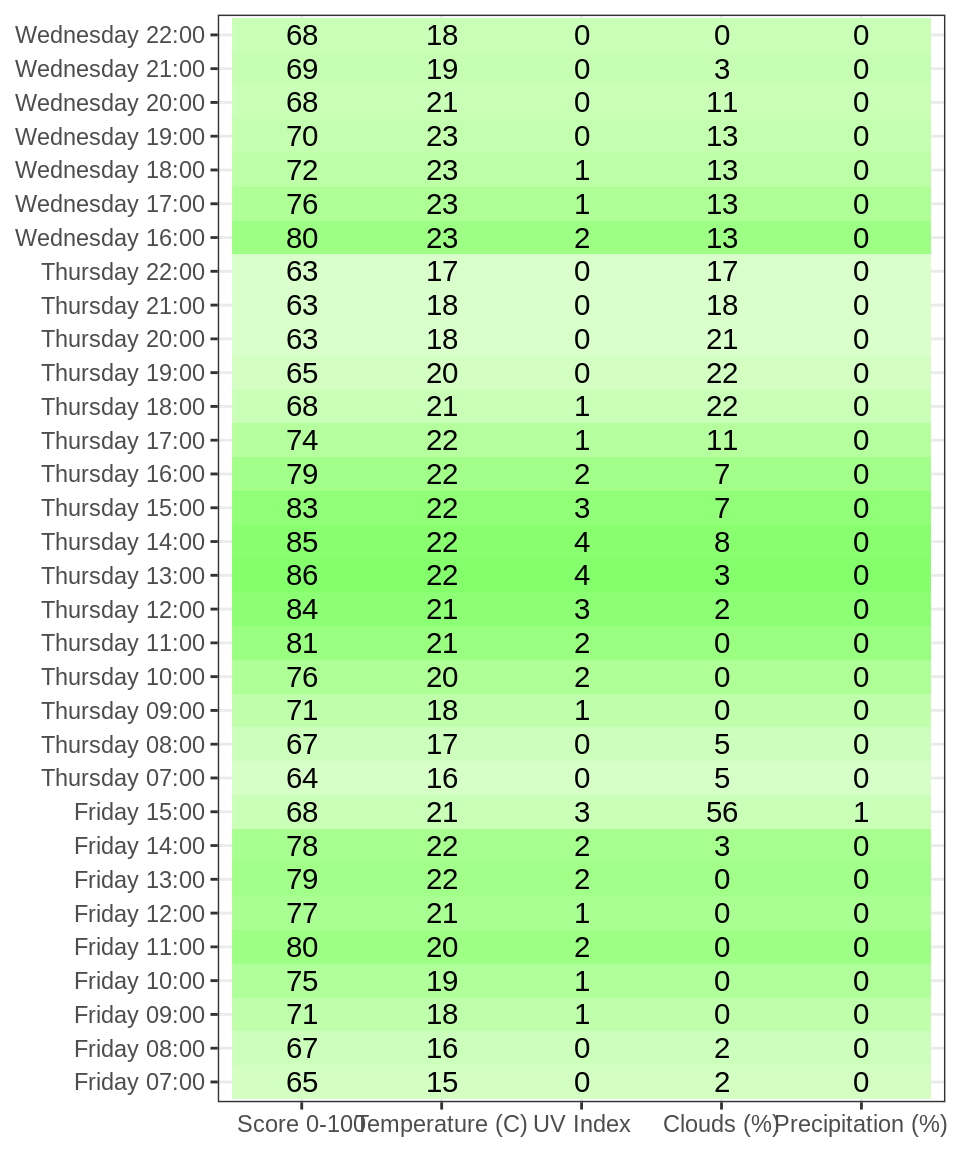 Wednesday 22:00 68 18 0 0 0
Wednesday 21:00 69 19 0 3 0
Wednesday 20:00 68 21 0 11 0
Wednesday 19:00 70 23 0 13 0
Wednesday 18:00 72 23 1 13 0
Wednesday 17:00 76 23 1 13 0
Wednesday 16:00 80 23 2 13 0
Thursday 22:00 63 17 0 17 0
Thursday 21:00 63 18 0 18 0
Thursday 20:00 63 18 0 21 0
Thursday 19:00 65 20 0 22 0
Thursday 18:00 68 21 1 22 0
Thursday 17:00 74 22 1 11 0
Thursday 16:00 79 22 2 7 0
Thursday 15:00 83 22 3 7 0
Thursday 14:00 85 22 4 8 0
Thursday 13:00 86 22 4 3 0
Thursday 12:00 84 21 3 2 0
Thursday 11:00 81 21 2 0 0
Thursday 10:00 76 20 2 0 0
Thursday 09:00 71 18 1 0 0
Thursday 08:00 67 17 0 5 0
Thursday 07:00 64 16 0 5 0
Friday 15:00 68 21 3 56 1
Friday 14:00 78 22 2 3 0
Friday 13:00 79 22 2 0 0
Friday 12:00 77 21 1 0 0
Friday 11:00 80 20 2 0 0
Friday 10:00 75 19 1 0 0
Friday 09:00 71 18 1 0 0
Friday 08:00 67 16 0 2 0
Friday 07:00 65 15 0 2 0
Score 0-100 Temperature (C) UV Index Clouds (%) Precipitation (%)